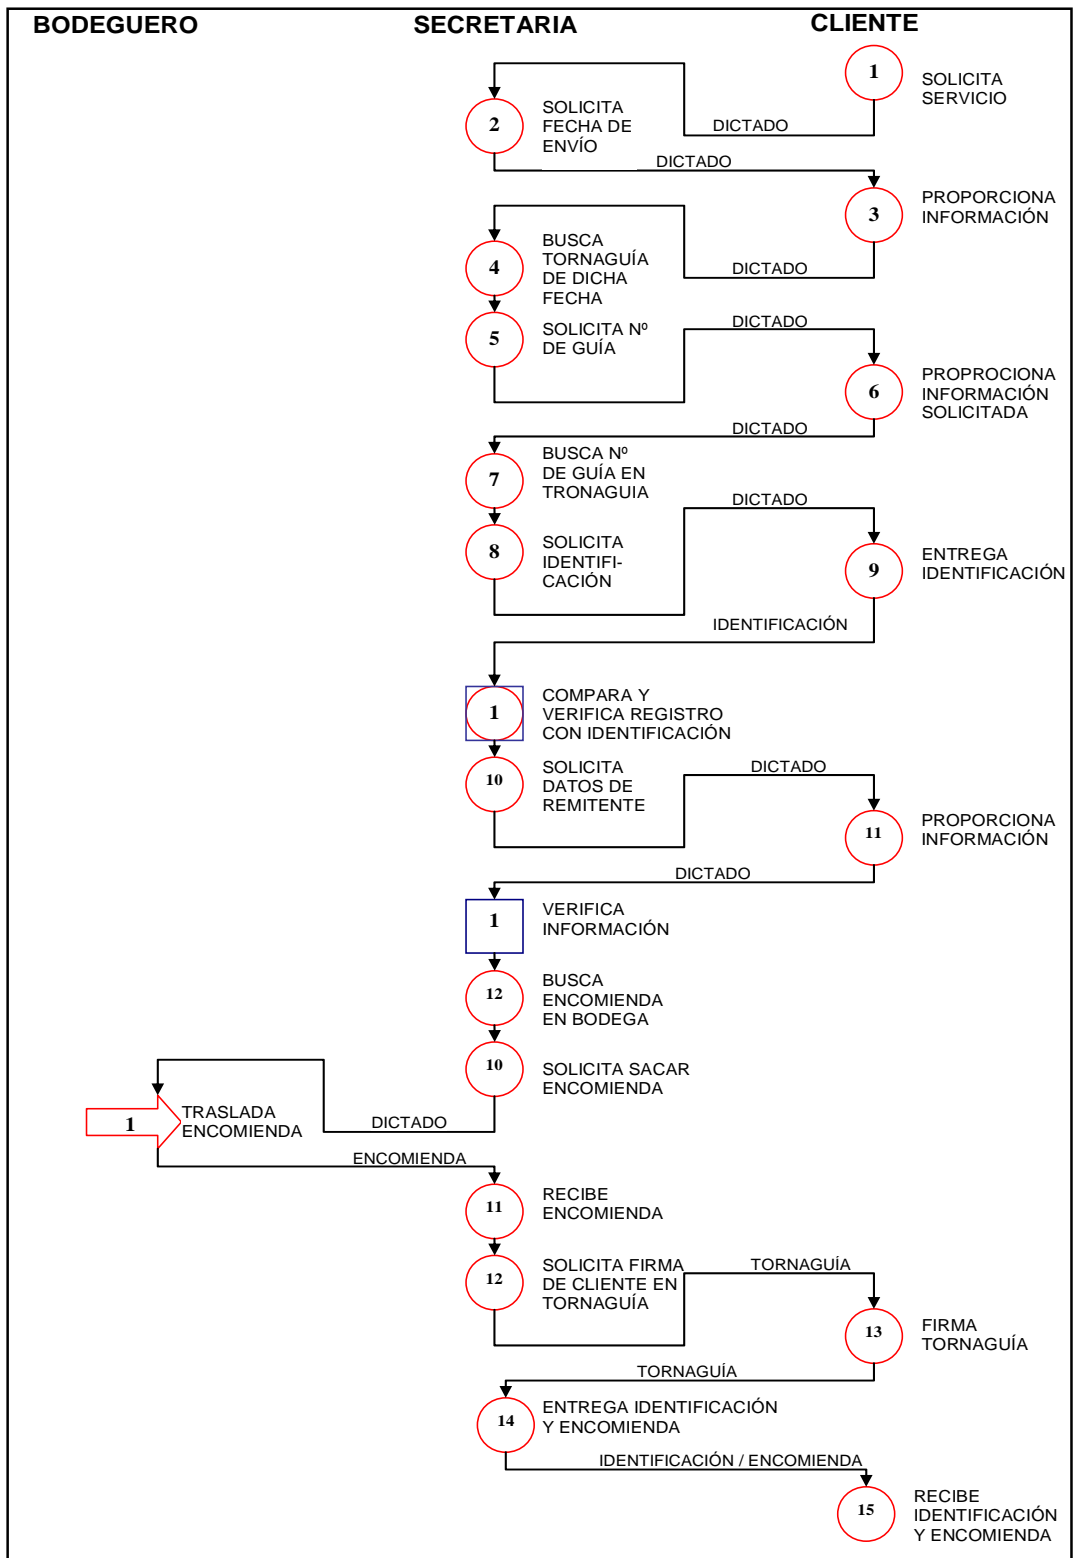 BODEGUERO
SECRETARIA
CLIENTE
1
SOLICITA
SERVICIO
DICTADO
2
SOLICITA
FECHA DE
ENVÍO
DICTADO
3
PROPORCIONA
INFORMACIÓN
DICTADO
4
BUSCA
TORNAGUÍA
DE DICHA
FECHA
5
SOLICITA Nº
DE GUÍA
DICTADO
6
PROPROCIONA
INFORMACIÓN
SOLICITADA
DICTADO
7
BUSCA Nº
DE GUÍA EN
TRONAGUIA
8
SOLICITA
IDENTIFI-
CACIÓN
DICTADO
9
ENTREGA
IDENTIFICACIÓN
IDENTIFICACIÓN
1
COMPARA Y
VERIFICA REGISTRO
CON IDENTIFICACIÓN
10
SOLICITA
DATOS DE
REMITENTE
DICTADO
11
PROPORCIONA
INFORMACIÓN
DICTADO
1
VERIFICA
INFORMACIÓN
12
BUSCA
ENCOMIENDA
EN BODEGA
10
SOLICITA SACAR
ENCOMIENDA
DICTADO
1
TRASLADA
ENCOMIENDA
ENCOMIENDA
11
RECIBE
ENCOMIENDA
12
SOLICITA FIRMA
DE CLIENTE EN
TORNAGUÍA
TORNAGUÍA
13
FIRMA
TORNAGUÍA
TORNAGUÍA
14
ENTREGA IDENTIFICACIÓN
Y ENCOMIENDA
IDENTIFICACIÓN / ENCOMIENDA
15
RECIBE
IDENTIFICACIÓN
Y ENCOMIENDA